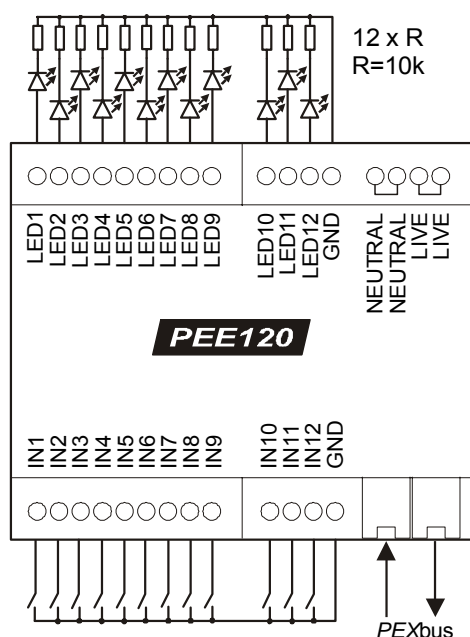 12 x R
R=10k
LED1
LED2
LED3
LED4
LED5
LED6
LED7
LED8
LED9
LED10
LED11
LED12
GND
NEUTRAL
NEUTRAL
LIVE
LIVE
PEE120
IN1
IN2
IN3
IN4
IN5
IN6
IN7
IN8
IN9
IN10
IN11
IN12
GND
PEXbus